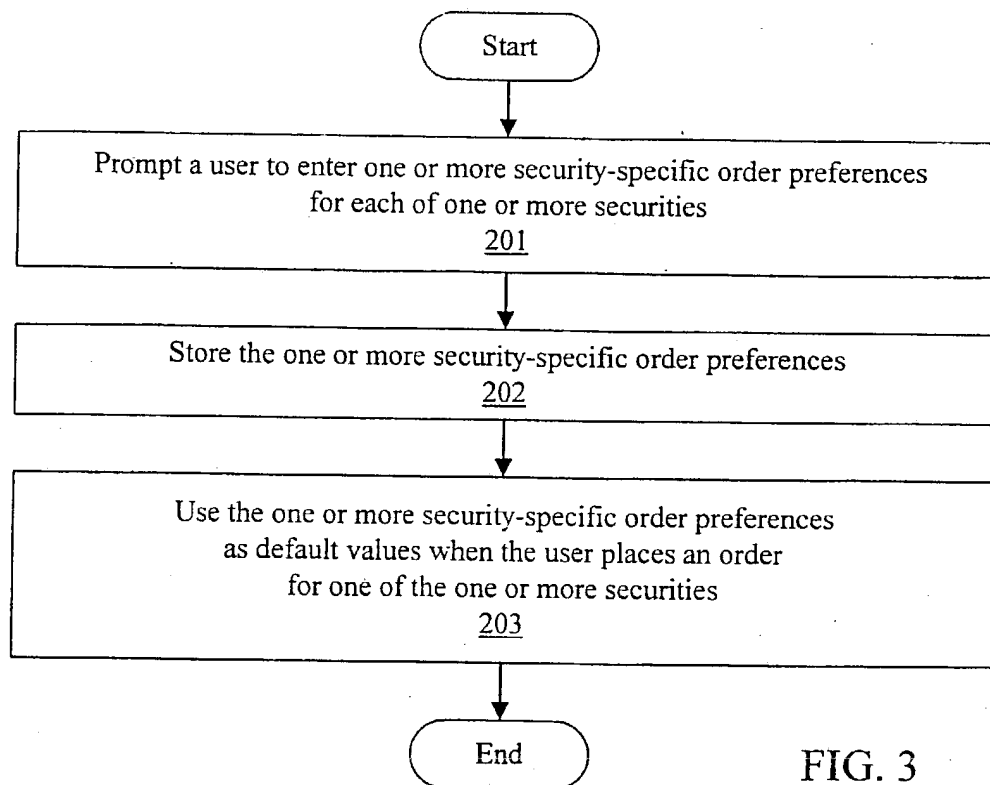 Start
Prompt a user to enter one or more security-specific order preferences
for each of one or more securities
201
Store the one or more security-specific order preferences
202
Use the one or more security-specific order preferences
as default values when the user places an order
for one of the one or more securities
203
End
FIG. 3